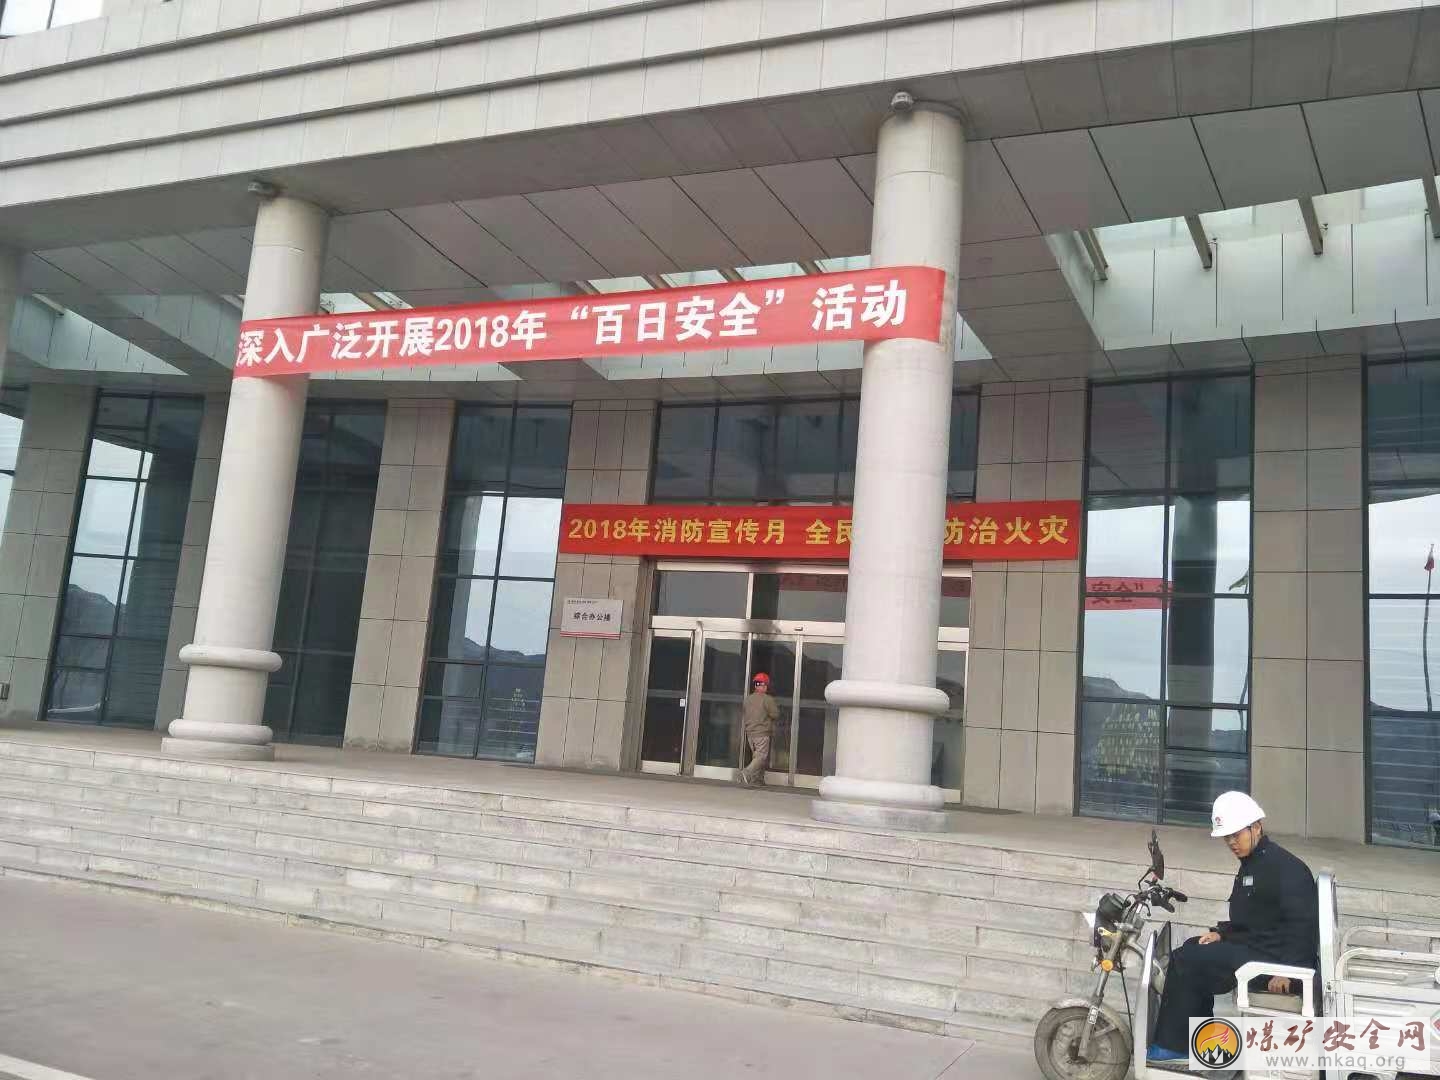 深入广泛开展2018年“百日安全”活动
2018年消防宣传月 全民 防治火灾
综合办公楼
安全”
煤矿安全网
www.mkaq.org